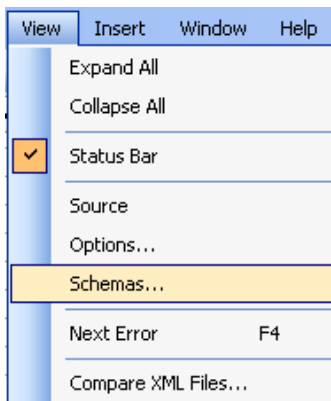 View Insert Window Help
Expand All
Collapse All
Status Bar
Source
Options...
Schemas...
Next Error F4
Compare XML Files...